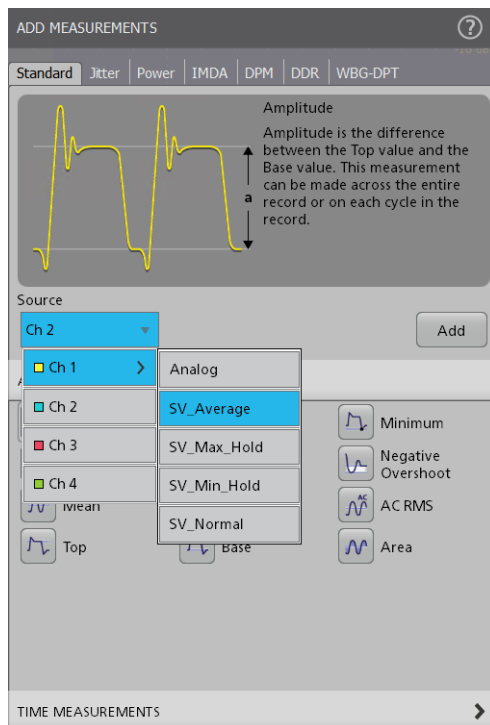 ADD MEASUREMENTS
?
Standard Jitter Power IMDA DPM DDR WBG-DPT
Amplitude
Amplitude is the difference
between the Top value and the
Base value. This measurement
can be made across the entire
record or on each cycle in the
record.
a
Source
Ch 2
Add
Ch 1
Analog
Ch 2
SV_Average
Minimum
Ch 3
SV_Max_Hold
Negative
Overshoot
Ch 4
SV_Min_Hold
Mean
AC
AC RMS
SV_Normal
Top
Base
Area
TIME MEASUREMENTS